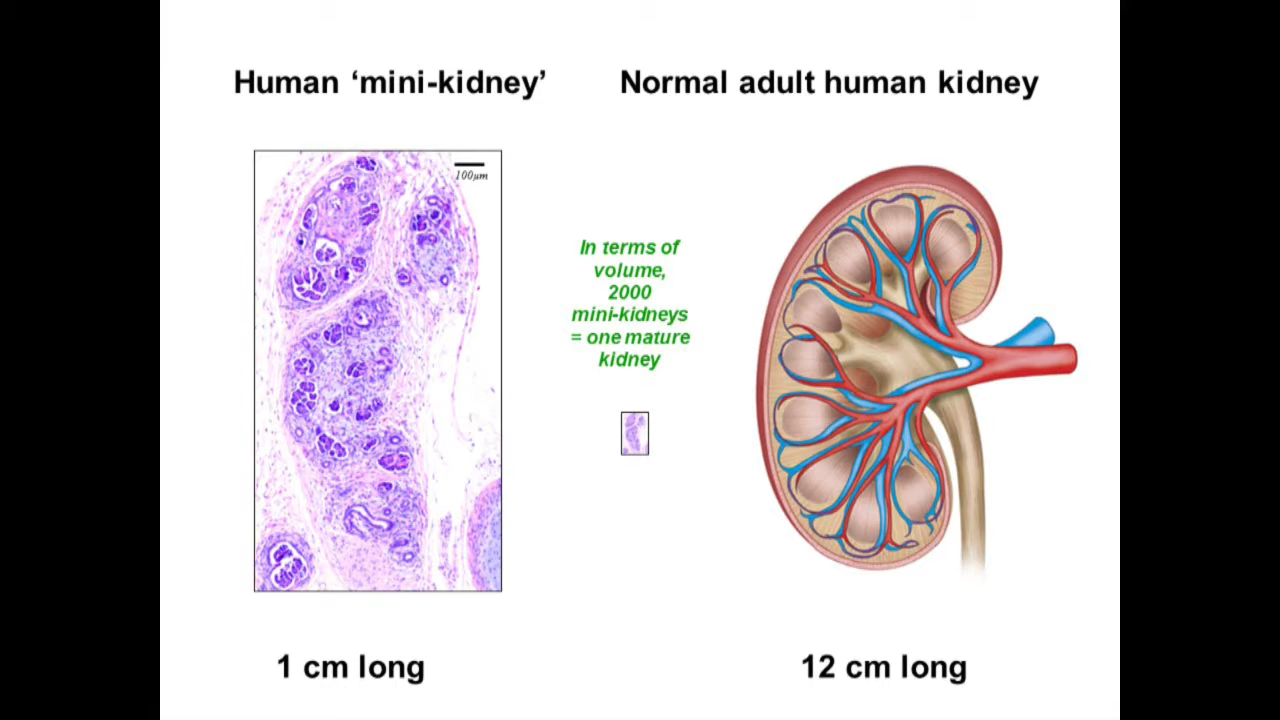 Human ‘mini-kidney’
Normal adult human kidney
100μm
In terms of
volume,
2000
mini-kidneys
= one mature
kidney
1 cm long
12 cm long